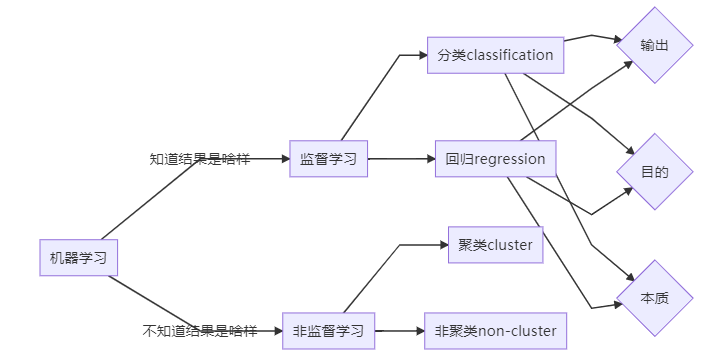 分类classification
输出
知道结果是啥样
监督学习
回归regression
目的
机器学习
聚类cluster
本质
不知道结果是啥样
非监督学习
非聚类non-cluster